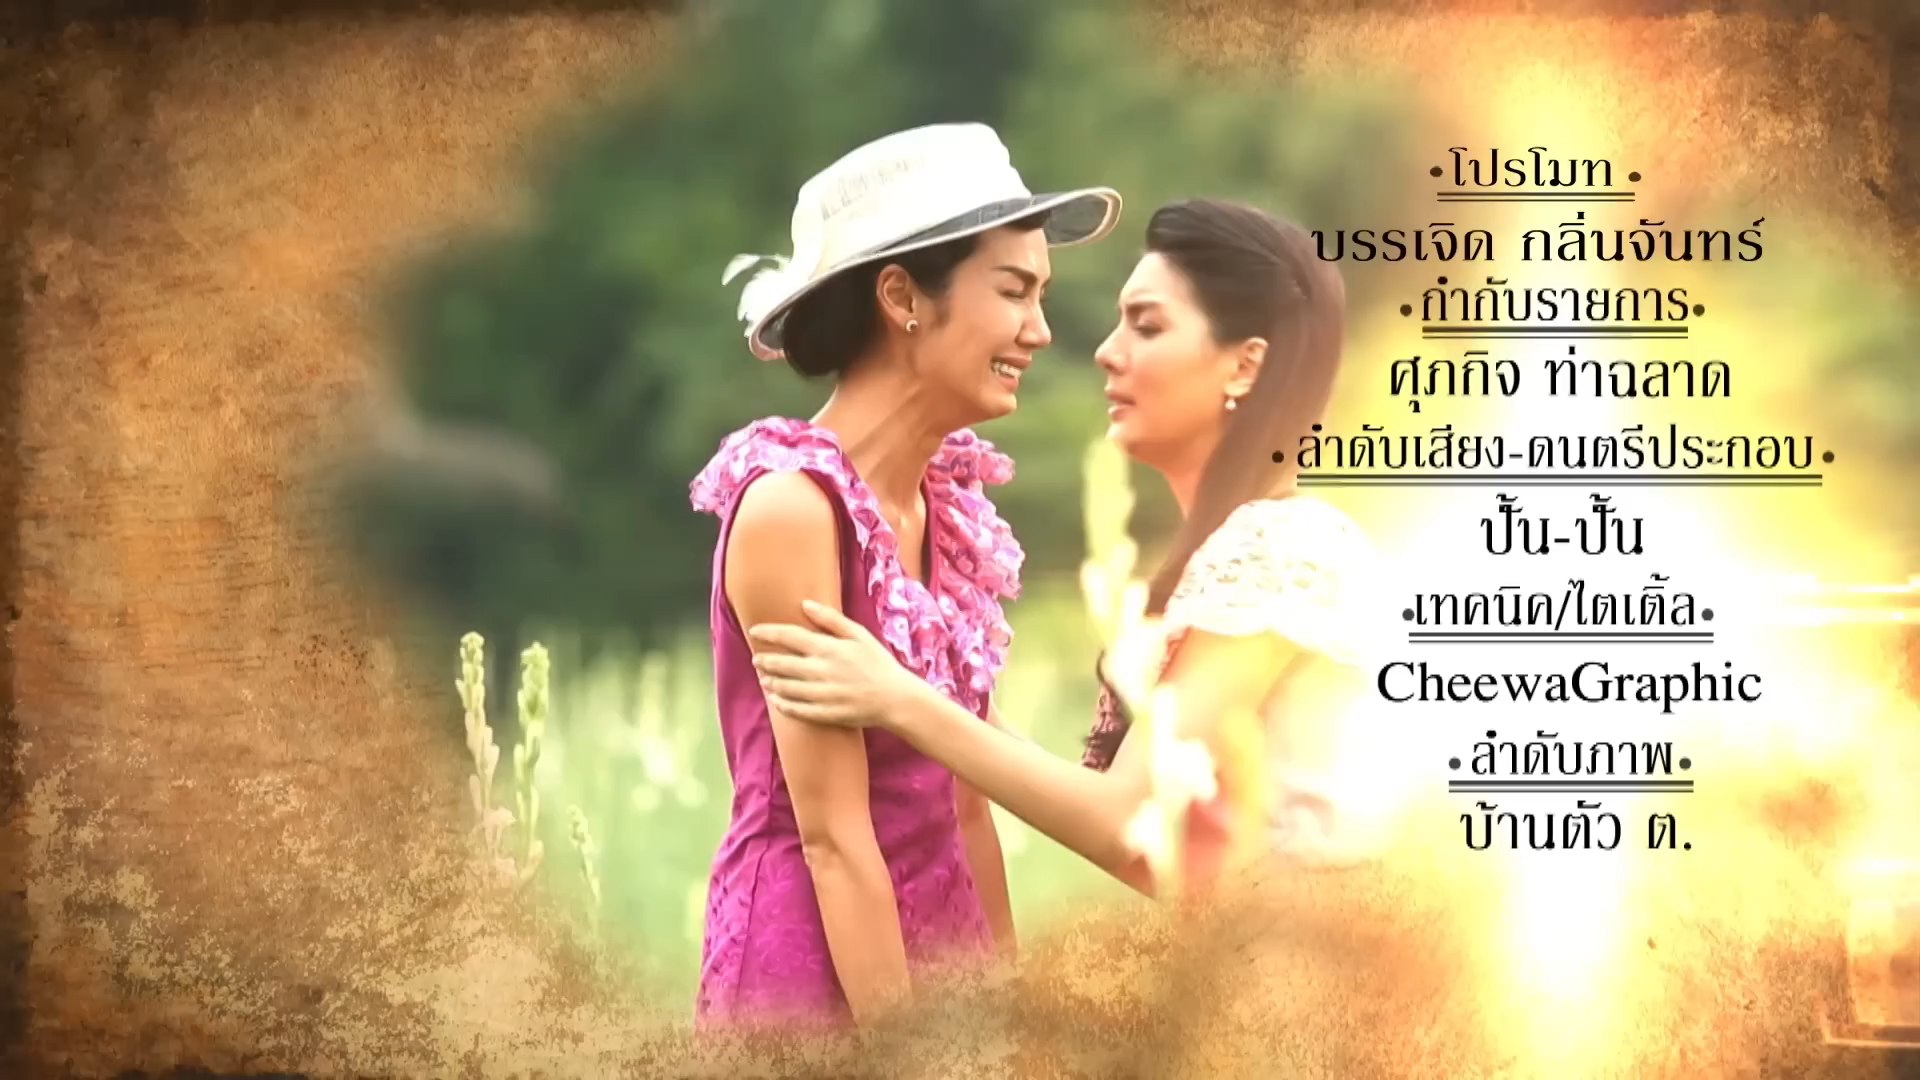 โปรโมท
บรรเจิด กลิ่นจันทร์
กำกับรายการ
ศุภกิจ ท่าฉลาด
ลำดับเสียง-ดนตรีประกอบ
ปั้น-ปั้น
เทคนิค/ไตเติ้ล
CheewaGraphic
ลำดับภาพ
บ้านตัว ต.